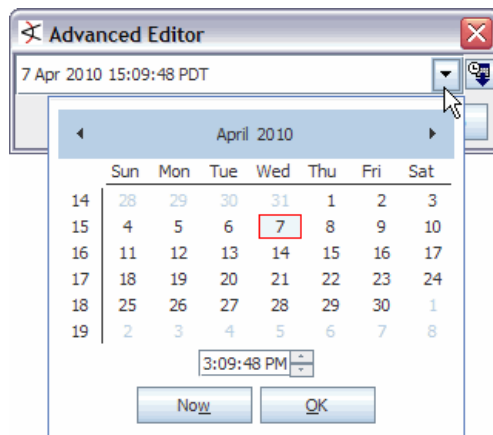 Advanced Editor
7 Apr 2010 15:09:48 PDT
April 2010
Sun Mon Tue Wed Thu Fri Sat
14 28 29 30 31 1 2 3
15 4 5 6 7 8 9 10
16 11 12 13 14 15 16 17
17 18 19 20 21 22 23 24
18 25 26 27 28 29 30 1
19 2 3 4 5 6 7 8
3:09:48 PM
Now OK